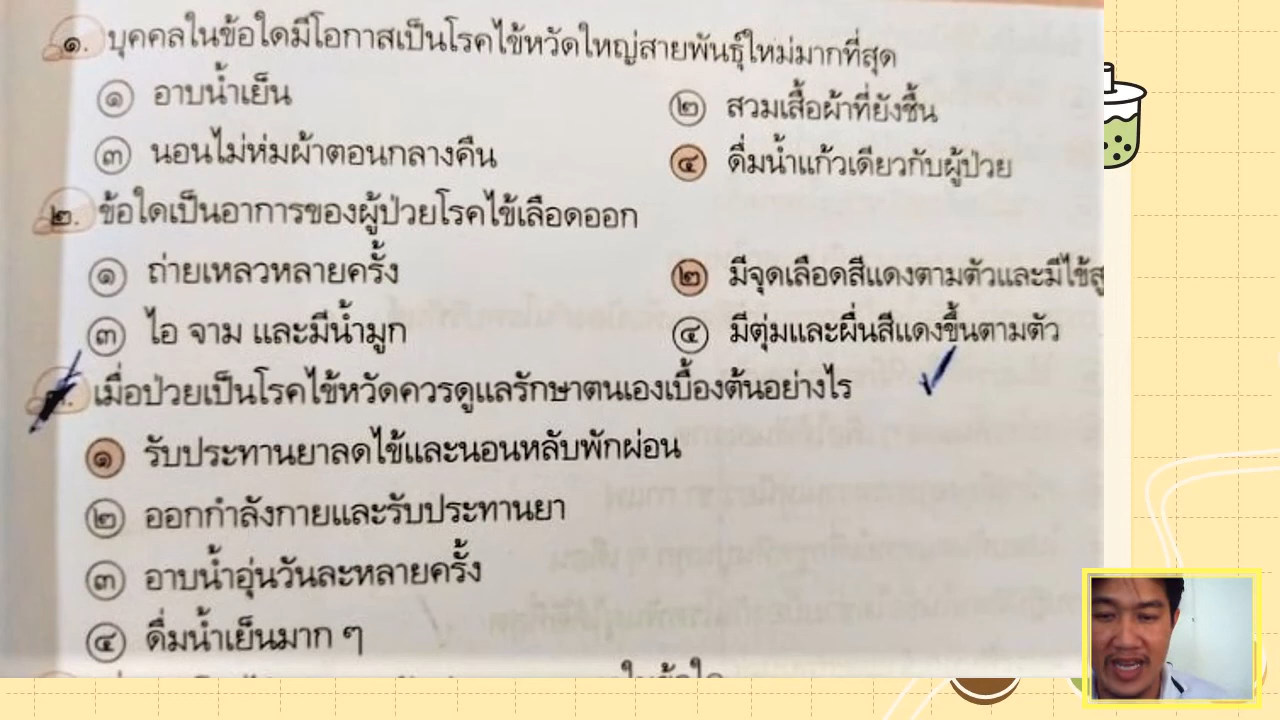 ๑. บุคคลในข้อใดมีโอกาสเป็นโรคไข้หวัดใหญ่สายพันธุ์ใหม่มากที่สุด
๑ อาบน้ำเย็น ๒ สวมเสื้อผ้าที่ยังชื้น
๓ นอนไม่ห่มผ้าตอนกลางคืน ๔ ดื่มน้ำแก้วเดียวกับผู้ป่วย
๒. ข้อใดเป็นอาการของผู้ป่วยโรคไข้เลือดออก
๑ ถ่ายเหลวหลายครั้ง ๒ มีจุดเลือดสีแดงตามตัวและมีไข้สู
๓ ไอ จาม และมีน้ำมูก ๔ มีตุ่มและผื่นสีแดงขึ้นตามตัว
เมื่อป่วยเป็นโรคไข้หวัดควรดูแลรักษาตนเองเบื้องต้นอย่างไร
๑ รับประทานยาลดไข้และนอนหลับพักผ่อน
๒ ออกกำลังกายและรับประทานยา
๓ อาบน้ำอุ่นวันละหลายครั้ง
๔ ดื่มน้ำเย็นมาก ๆ